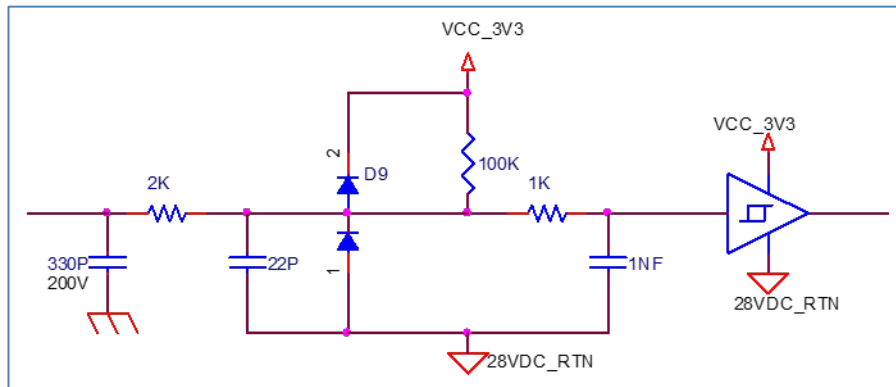 VCC_3V3
VCC_3V3
2
D9
100K
2K
1K
330P
200V
22P
1
1NF
28VDC_RTN
28VDC_RTN